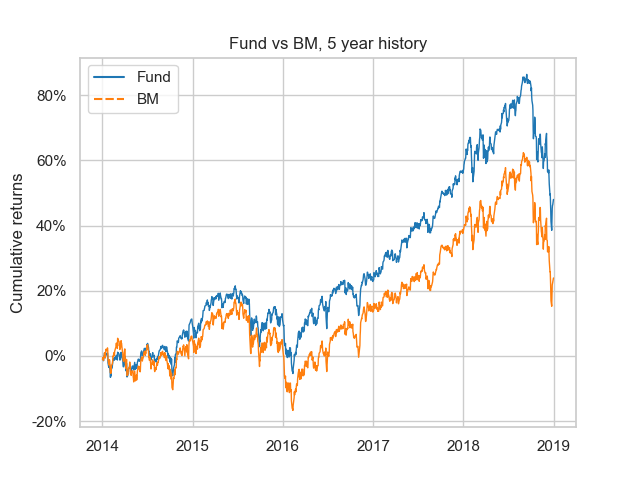 Fund vs BM, 5 year history
Fund
BM
Cumulative returns
80%
60%
40%
20%
0%
-20%
2014 2015 2016 2017 2018 2019